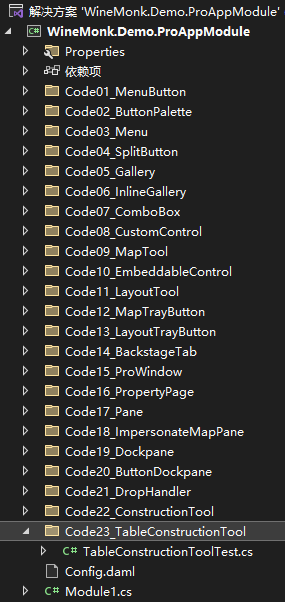 解决方案 'WineMonk.Demo.ProAppModule'
WineMonk.Demo.ProAppModule
Properties
依赖项
Code01_MenuButton
Code02_ButtonPalette
Code03_Menu
Code04_SplitButton
Code05_Gallery
Code06_InlineGallery
Code07_ComboBox
Code08_CustomControl
Code09_MapTool
Code10_EmbeddableControl
Code11_LayoutTool
Code12_MapTrayButton
Code13_LayoutTrayButton
Code14_BackstageTab
Code15_ProWindow
Code16_PropertyPage
Code17_Pane
Code18_ImpersonateMapPane
Code19_Dockpane
Code20_ButtonDockpane
Code21_DropHandler
Code22_ConstructionTool
Code23_TableConstructionTool
C# TableConstructionToolTest.cs
Config.daml
C# Module1.cs